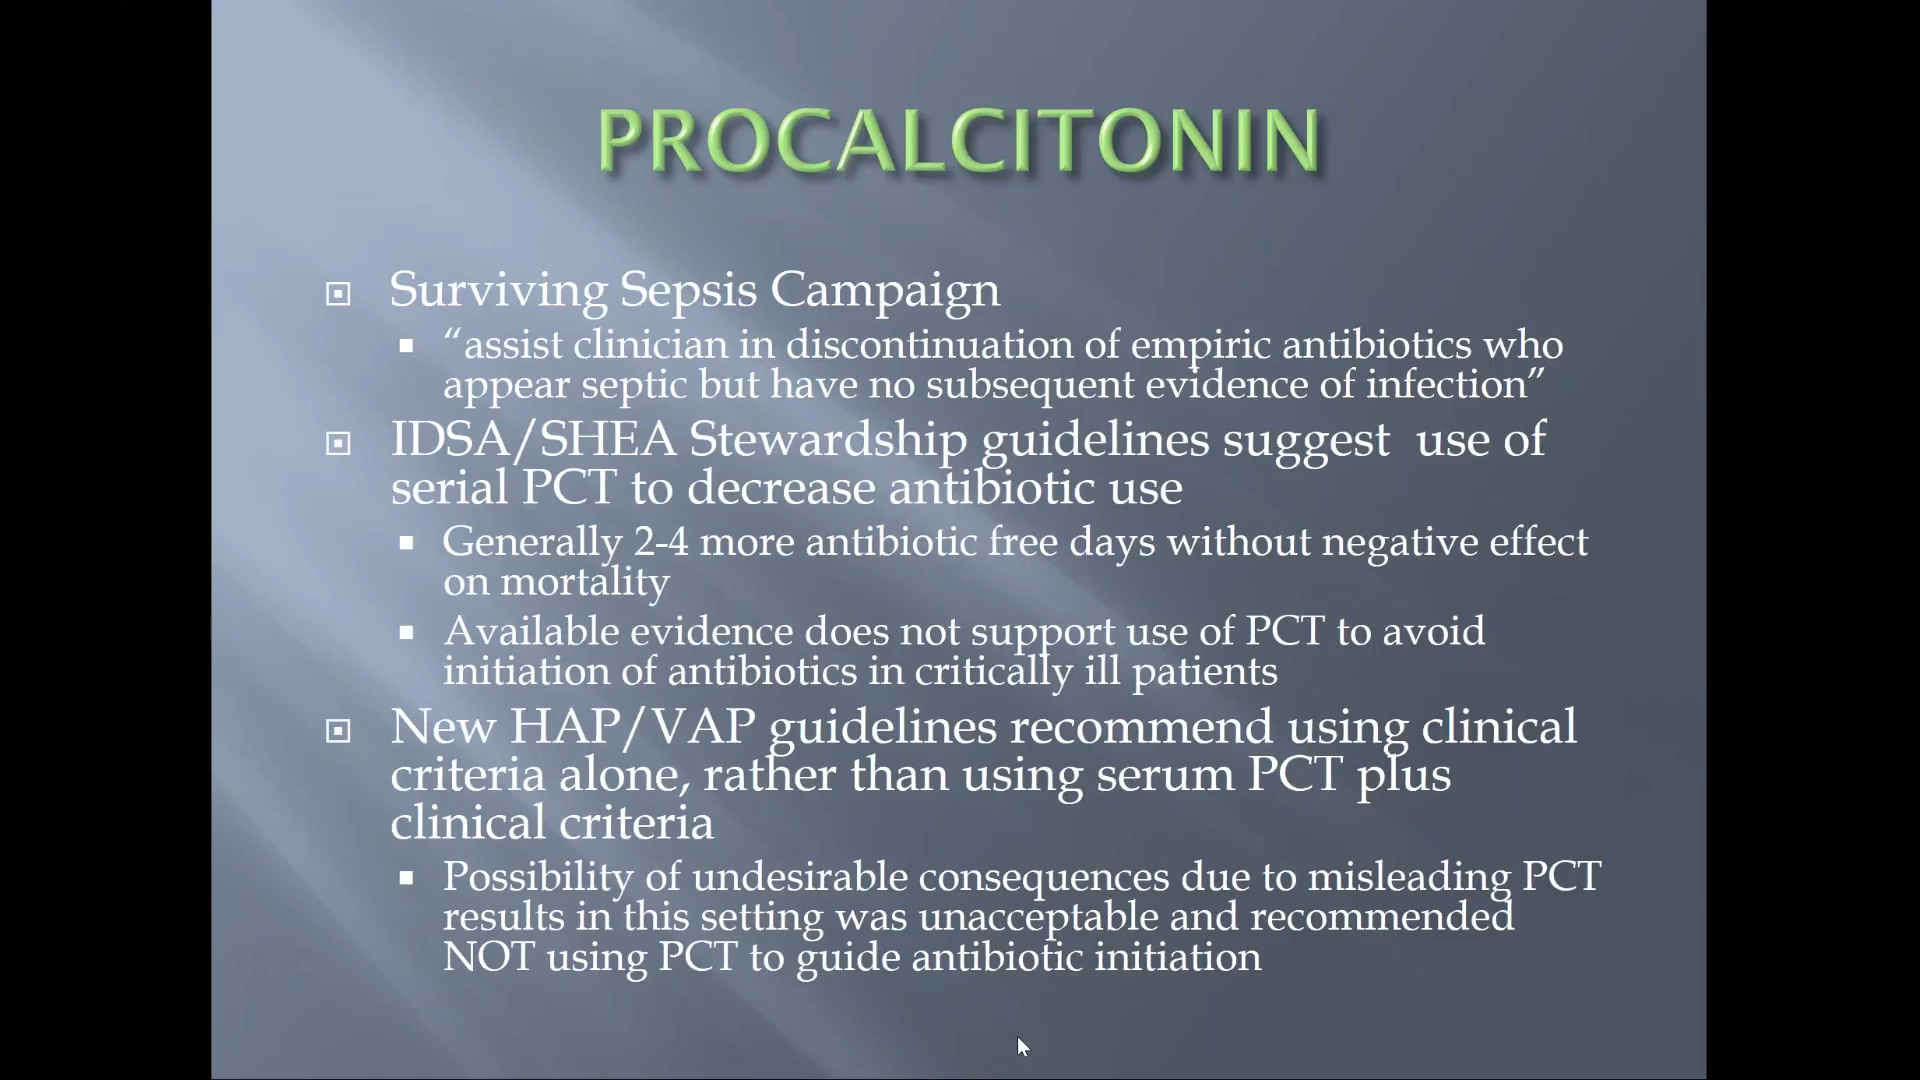 PROCALCITONIN
Surviving Sepsis Campaign
“assist clinician in discontinuation of empiric antibiotics who
appear septic but have no subsequent evidence of infection”
IDSA/SHEA Stewardship guidelines suggest  use of
serial PCT to decrease antibiotic use
Generally 2-4 more antibiotic free days without negative effect
on mortality
Available evidence does not support use of PCT to avoid
initiation of antibiotics in critically ill patients
New HAP/VAP guidelines recommend using clinical
criteria alone, rather than using serum PCT plus
clinical criteria
Possibility of undesirable consequences due to misleading PCT
results in this setting was unacceptable and recommended
NOT using PCT to guide antibiotic initiation